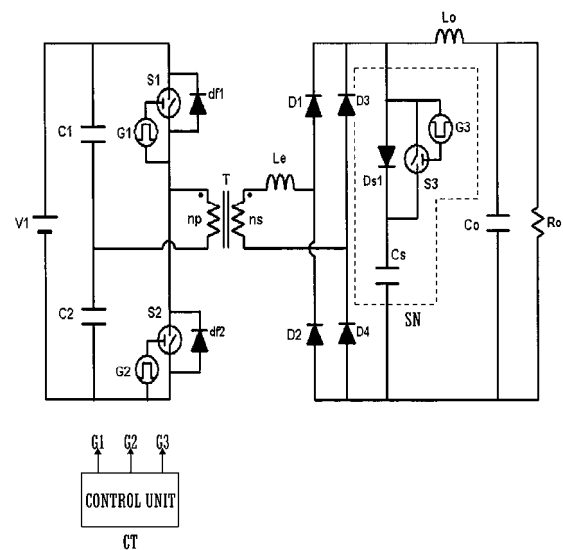 Lo
S1
df1
D1
D3
G3
C1
G1
T
Le
Ds1
S3
V1
np
ns
Co
Ro
Cs
C2
S2
df2
D2
D4
SN
G2
G1 G2 G3
CONTROL UNIT
CT